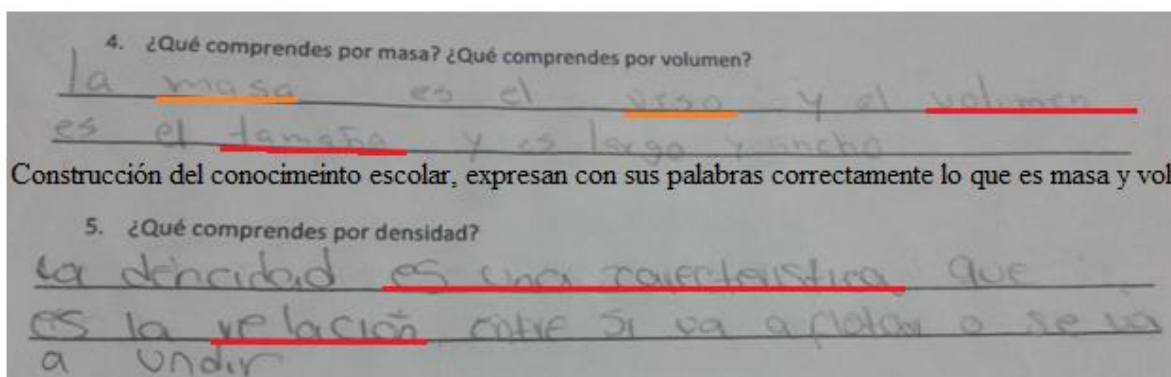 4. ¿Qué comprendes por masa? ¿Qué comprendes por volumen?
la masa es el peso y el volumen
es el tamaño y es largo y ancho
Construcción del conocimeinto escolar, expresan con sus palabras correctamente lo que es masa y vol
5. ¿Qué comprendes por densidad?
La dencidad es una caracteristica que
es la relación entre si va a flotar o se va
a undir